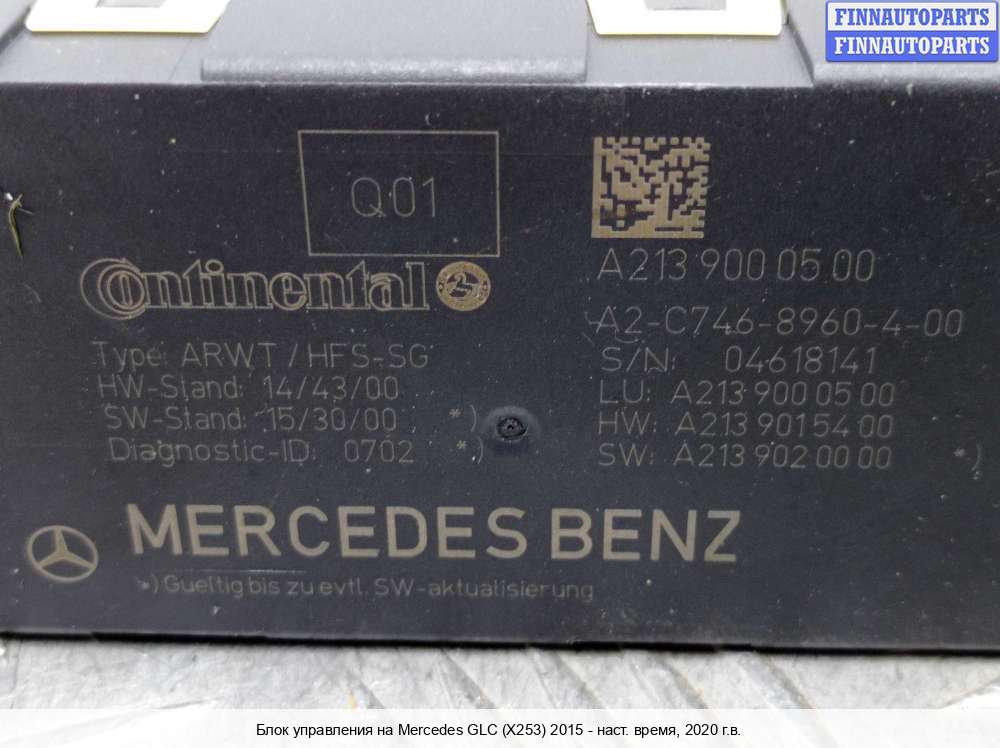 FINNAUTOPARTS
FINNAUTOPARTS
Q01
Continental
A213 900 05 00
A2-C746-8960-4-00
Type: ARWT/HFS-SG
S/N: 04618141
HW-Stand: 14/43/00
LU: A213 900 05 00
SW-Stand: 15/30/00 *)
HW: A213 901 54 00
Diagnostic-ID: 0702 *)
SW: A213 902 00 00 *)
MERCEDES BENZ
*) Gueltig bis zu evtl. SW-aktualisierung
Блок управления на Mercedes GLC (X253) 2015 - наст. время, 2020 г.в.